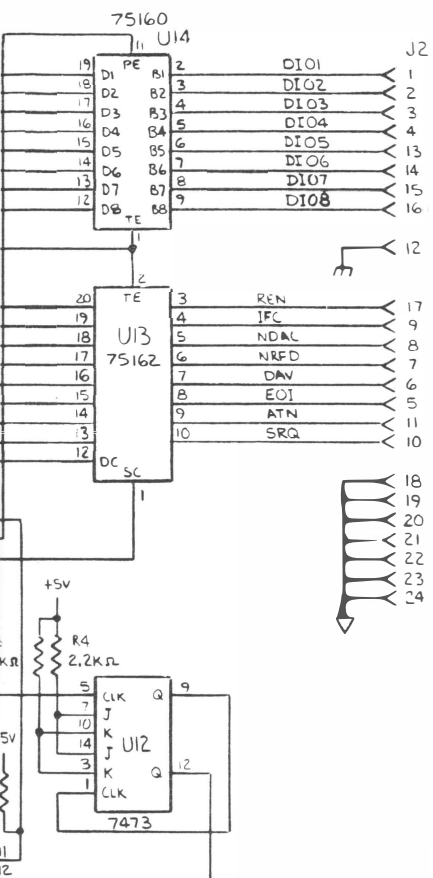 75160
U14
J2
11
PE
19 D1 B1 2 DIO1 1
18 D2 B2 3 DIO2 2
17 D3 B3 4 DIO3 3
16 D4 B4 5 DIO4 4
15 D5 B5 6 DIO5 13
14 D6 B6 7 DIO6 14
13 D7 B7 8 DIO7 15
12 D8 B8 9 DIO8 16
TE
1
12
2
TE
20 3 REN 17
19 4 IFC 9
18 U13 5 NDAC 8
17 75162 6 NRFD 7
16 7 DAV 6
15 8 EOI 5
14 9 ATN 11
13 10 SRQ 10
12 DC
SC
1
18
19
20
21
22
23
24
+5V
R4
KΩ 2.2KΩ
5 CLK Q 9
7 J
10 K
14 J U12
3 K Q 12
1 CLK
7473
5V
11
12